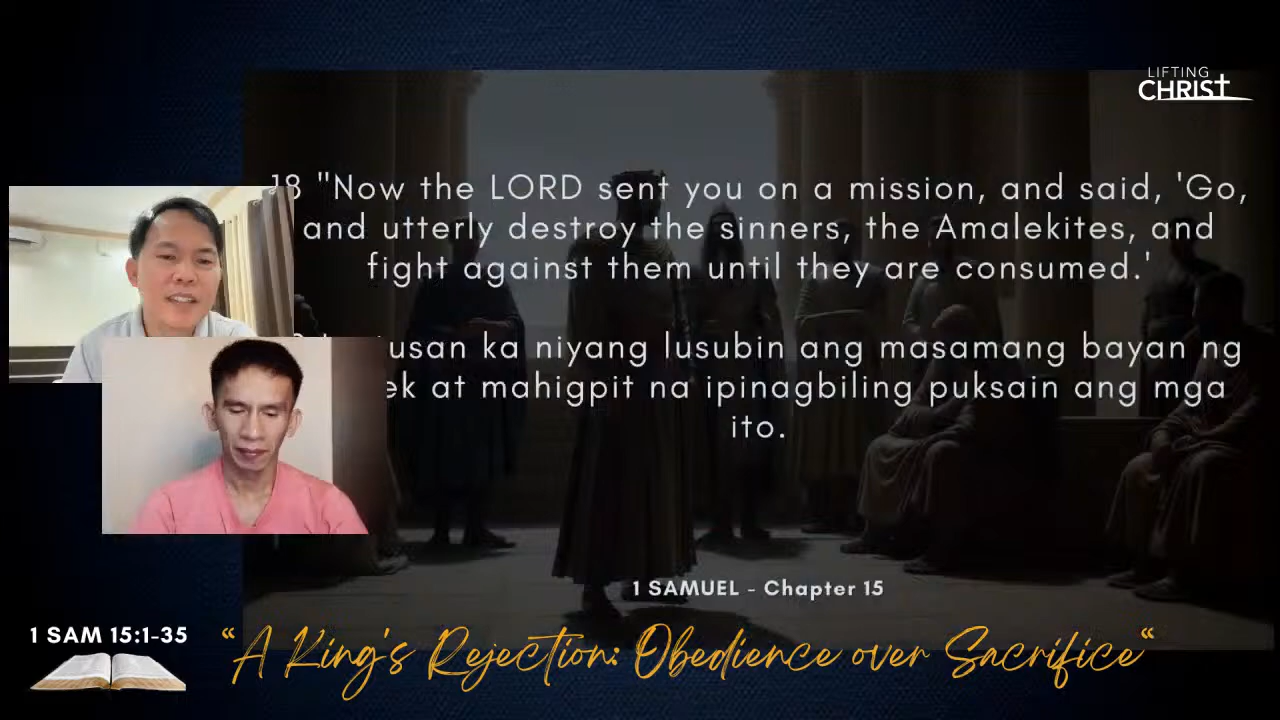 LIFTING
CHRIST
18 "Now the LORD sent you on a mission, and said, 'Go,
and utterly destroy the sinners, the Amalekites, and
fight against them until they are consumed.'
ka niyang lusubin ang masamang bayan ng
at mahigpit na ipinagbiling puksain ang mga
ito.
1 SAMUEL - Chapter 15
1 SAM 15:1-35
"A King's Rejection: Obedience over Sacrifice"